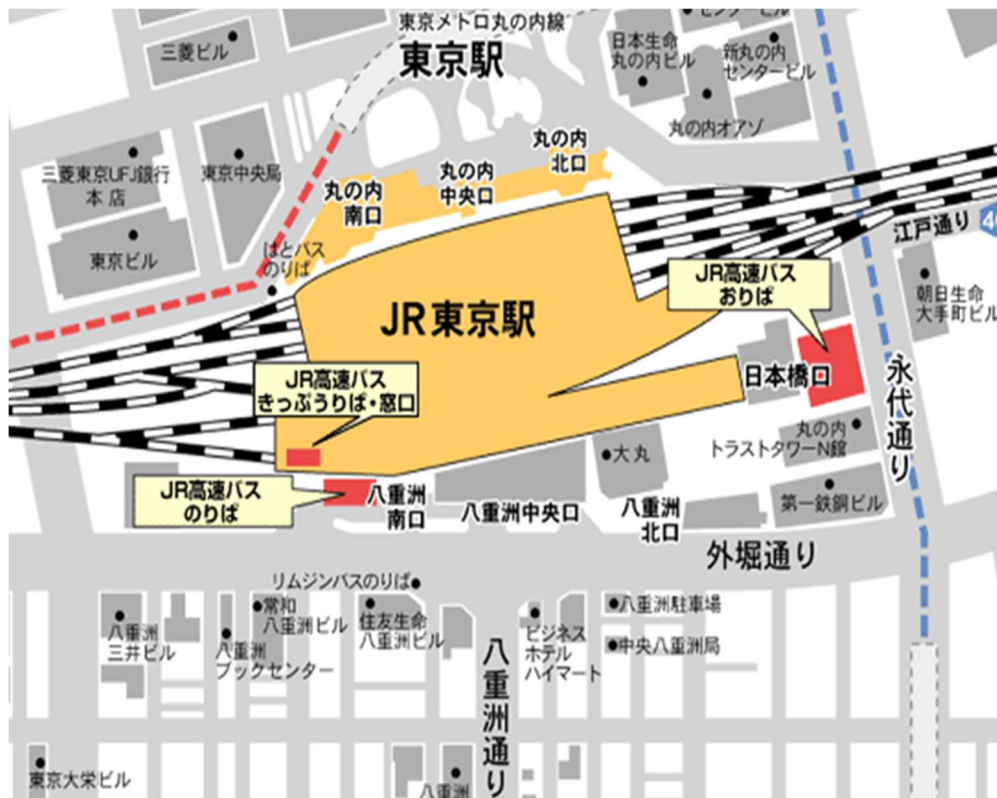 東京メトロ丸の内線
東京駅
三菱ビル
日本生命
丸の内ビル
新丸の内
センタービル
丸の内オアゾ
三菱東京UFJ銀行
本店
東京中央局
東京ビル
はとバス
のりば
丸の内
南口
丸の内
中央口
丸の内
北口
江戸通り
朝日生命
大手町ビル
JR高速バス
おりば
JR東京駅
JR高速バス
きっぷうりば・窓口
日本橋口
永代通り
丸の内
トラストタワーN館
大丸
第一鉄鋼ビル
JR高速バス
のりば
八重洲
南口
八重洲中央口
八重洲
北口
外堀通り
リムジンバスのりば
八重洲
三井ビル
常和
八重洲ビル
八重洲
ブックセンター
住友生命
八重洲ビル
八重洲通り
ビジネス
ホテル
ハイマート
八重洲駐車場
中央八重洲局
東京大栄ビル
八重洲